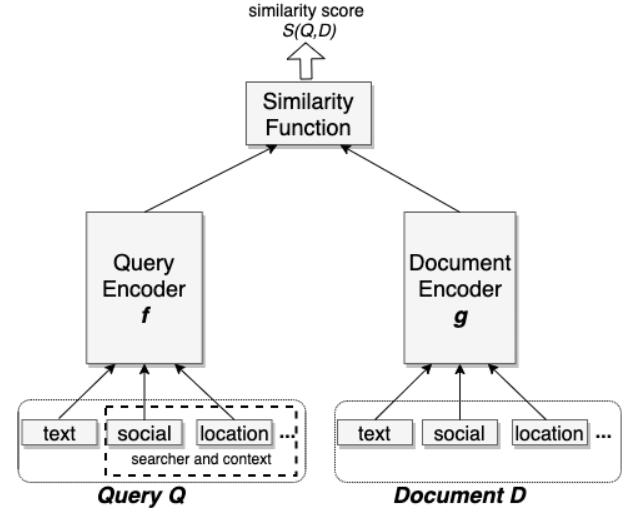 similarity score
S(Q,D)
Similarity
Function
Query
Encoder
f
Document
Encoder
g
text
social
location
...
searcher and context
Query Q
text
social
location
...
Document D